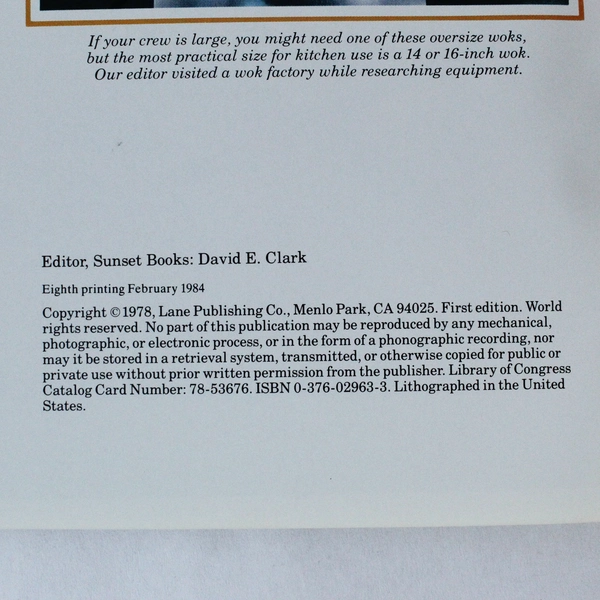 If your crew is large, you might need one of these oversize woks,
but the most practical size for kitchen use is a 14 or 16-inch wok.
Our editor visited a wok factory while researching equipment.
Editor, Sunset Books: David E. Clark
Eighth printing February 1984
Copyright © 1978, Lane Publishing Co., Menlo Park, CA 94025. First edition. World
rights reserved. No part of this publication may be reproduced by any mechanical,
photographic, or electronic process, or in the form of a phonographic recording, nor
may it be stored in a retrieval system, transmitted, or otherwise copied for public or
private use without prior written permission from the publisher. Library of Congress
Catalog Card Number: 78-53676. ISBN 0-376-02963-3. Lithographed in the United
States.